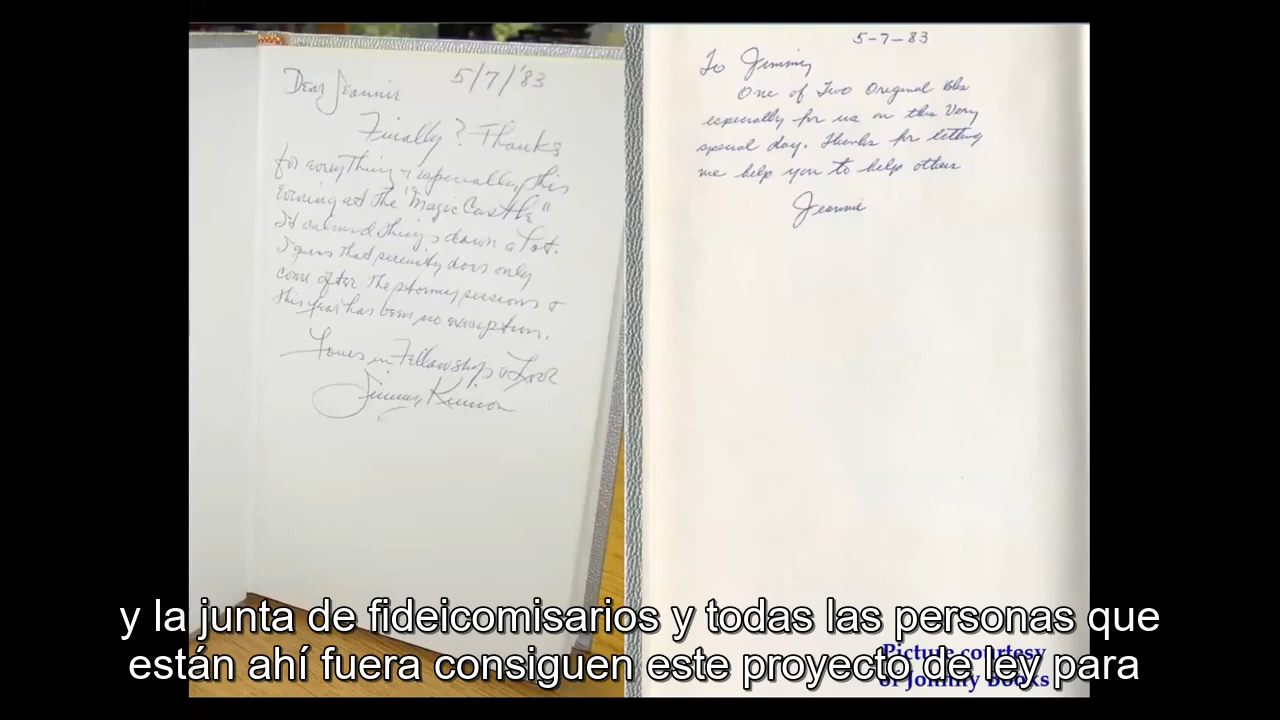 5/7/'83
Dear Jeannie
Finally? Thanks
for everything & especially this
evening at the "Magic Castle"
It calmed things down a lot.
I guess that serenity does only
come after the stormy sessions &
this year has been no exception.
Yours in Fellowship & Love
Jimmy Kinnon
5-7-83
To Jimmy
One of Two Original
especially for us on this Very
special day. Thanks for letting
me help you to help others
Jeannie
Picture courtesy
of Johnny Books
y la junta de fideicomisarios y todas las personas que
están ahí fuera consiguen este proyecto de ley para